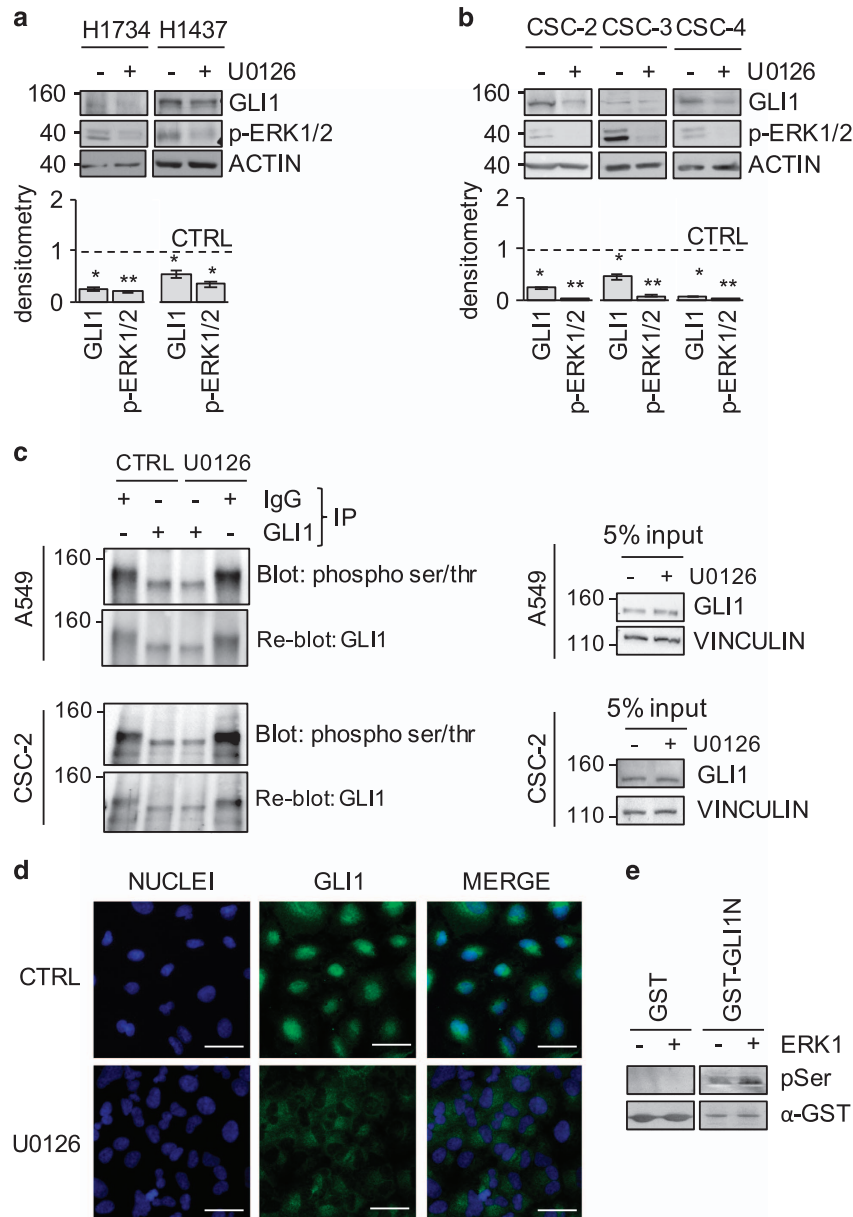 a
H1734 H1437
- + - + U0126
160 GLI1
40 p-ERK1/2
40 ACTIN
densitometry
2
1
0
CTRL
* ** * *
GLI1 p-ERK1/2 GLI1 p-ERK1/2
b
CSC-2 CSC-3 CSC-4
- + - + - + U0126
160 GLI1
40 p-ERK1/2
40 ACTIN
densitometry
2
1
0
CTRL
* ** * ** * **
GLI1 p-ERK1/2 GLI1 p-ERK1/2 GLI1 p-ERK1/2
c
CTRL U0126
+ - - + IgG
- + + - GLI1
IP
A549
160 Blot: phospho ser/thr
160 Re-blot: GLI1
5% input
- + U0126
A549
160 GLI1
110 VINCULIN
CSC-2
160 Blot: phospho ser/thr
160 Re-blot: GLI1
5% input
- + U0126
CSC-2
160 GLI1
110 VINCULIN
d
NUCLEI GLI1 MERGE
CTRL
U0126
e
GST GST-GLI1N
- + - + ERK1
pSer
α-GST